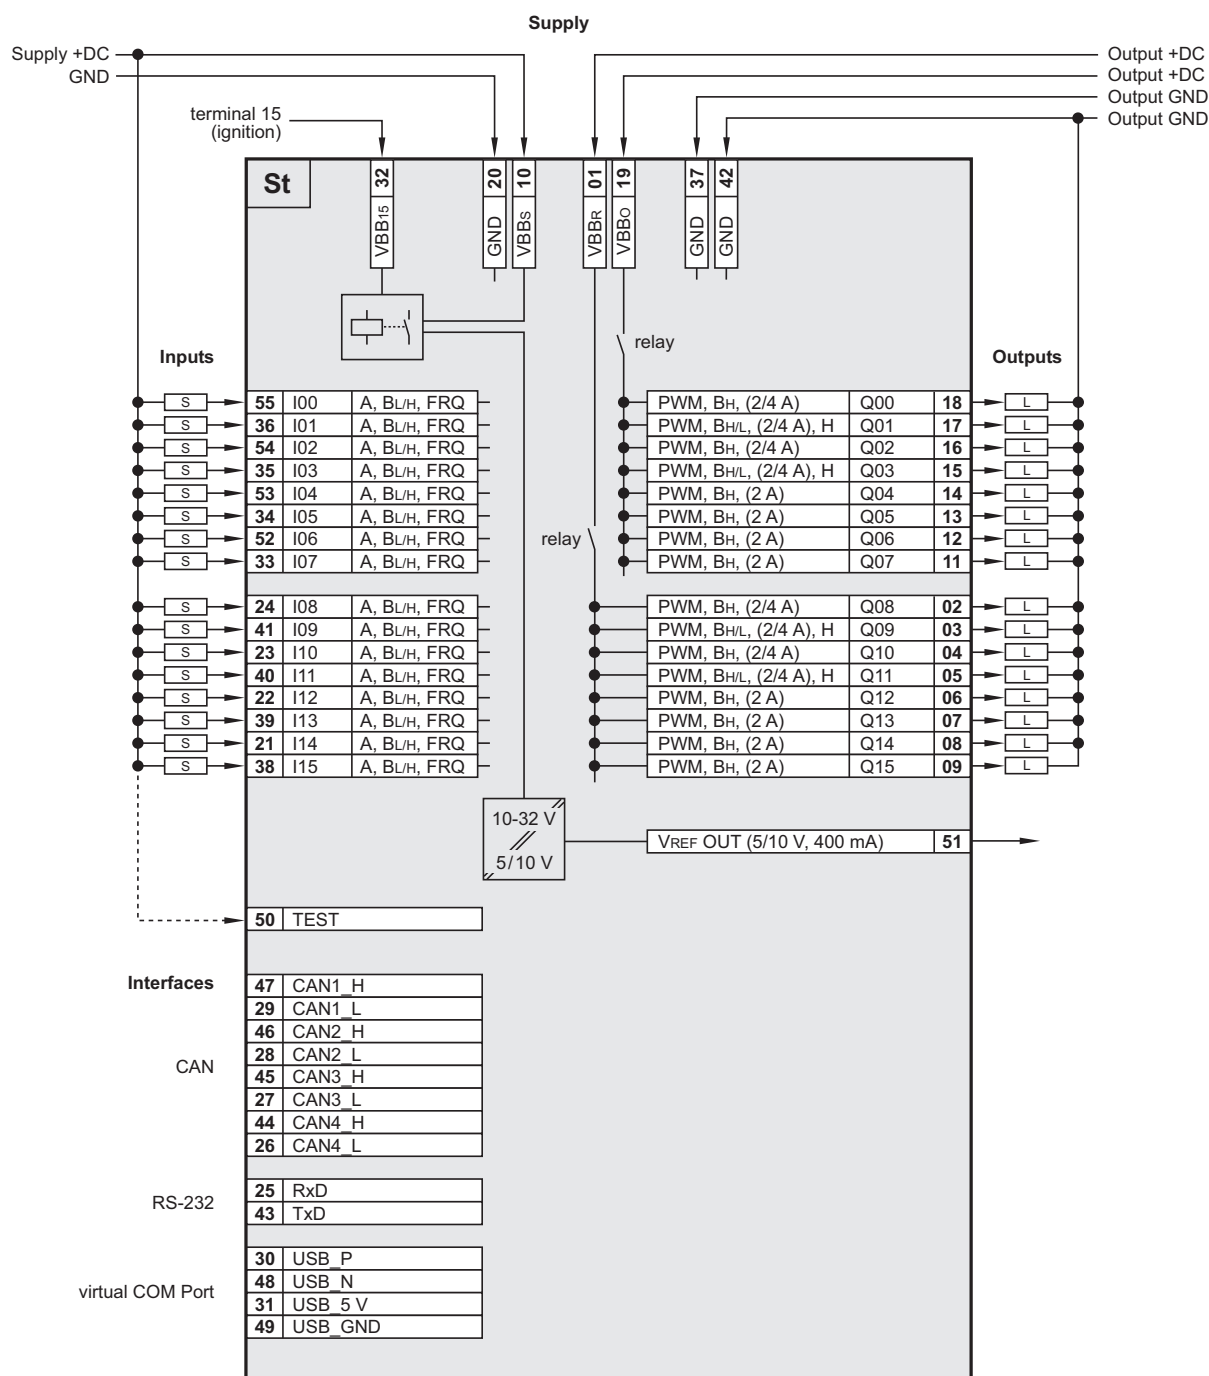 Supply
Supply +DC
Output +DC
GND
Output +DC
Output GND
terminal 15
(ignition)
Output GND
St
32
20
10
01
19
37
42
VBB15
GND
VBBS
VBBR
VBBO
GND
GND
relay
Inputs
Outputs
S 55 I00 A, BL/H, FRQ PWM, BH, (2/4 A) Q00 18 L
S 36 I01 A, BL/H, FRQ PWM, BH/L, (2/4 A), H Q01 17 L
S 54 I02 A, BL/H, FRQ PWM, BH, (2/4 A) Q02 16 L
S 35 I03 A, BL/H, FRQ PWM, BH/L, (2/4 A), H Q03 15 L
S 53 I04 A, BL/H, FRQ PWM, BH, (2 A) Q04 14 L
S 34 I05 A, BL/H, FRQ PWM, BH, (2 A) Q05 13 L
S 52 I06 A, BL/H, FRQ relay PWM, BH, (2 A) Q06 12 L
S 33 I07 A, BL/H, FRQ PWM, BH, (2 A) Q07 11 L
S 24 I08 A, BL/H, FRQ PWM, BH, (2/4 A) Q08 02 L
S 41 I09 A, BL/H, FRQ PWM, BH/L, (2/4 A), H Q09 03 L
S 23 I10 A, BL/H, FRQ PWM, BH, (2/4 A) Q10 04 L
S 40 I11 A, BL/H, FRQ PWM, BH/L, (2/4 A), H Q11 05 L
S 22 I12 A, BL/H, FRQ PWM, BH, (2 A) Q12 06 L
S 39 I13 A, BL/H, FRQ PWM, BH, (2 A) Q13 07 L
S 21 I14 A, BL/H, FRQ PWM, BH, (2 A) Q14 08 L
S 38 I15 A, BL/H, FRQ PWM, BH, (2 A) Q15 09 L
10-32 V
5/10 V
VREF OUT (5/10 V, 400 mA) 51
50 TEST
Interfaces
47 CAN1_H
29 CAN1_L
46 CAN2_H
28 CAN2_L
CAN
45 CAN3_H
27 CAN3_L
44 CAN4_H
26 CAN4_L
RS-232
25 RxD
43 TxD
virtual COM Port
30 USB_P
48 USB_N
31 USB_5 V
49 USB_GND